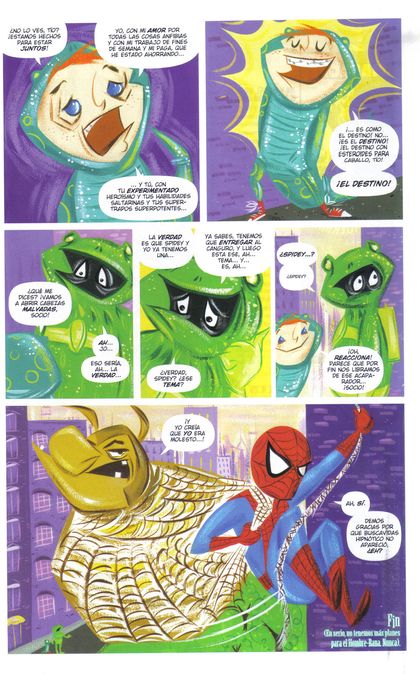 ¿NO LO VES, TÍO?
¡ESTAMOS HECHOS
PARA ESTAR
JUNTOS!
YO, CON MI AMOR POR
TODAS LAS COSAS ANFIBIAS
Y CON MI TRABAJO DE FINES
DE SEMANA Y MI PAGA, QUE
HE ESTADO AHORRANDO...
... Y TÚ, CON
TU EXPERIMENTADO
HEROÍSMO Y TUS HABILIDADES
SALTARINAS Y TUS SUPER-
TRAPOS SUPERPOTENTES...
¡... ES COMO
EL DESTINO! NO...
¡ES EL DESTINO!
¡EL DESTINO CON
ESTEROIDES PARA
CABALLO, TÍO!
¡EL DESTINO!
¿QUÉ ME
DICES? ¡VAMOS
A ABRIR CABEZAS
MALVADAS,
SOCIO!
AH...
JO...
ESO SERÍA,
AH... LA
VERDAD...
LA VERDAD
ES QUE SPIDEY Y
YO YA TENEMOS
UNA...
YA SABES, TENEMOS
QUE ENTREGAR AL
CANGURO, Y LUEGO
ESTÁ ESE, AH...
TEMA... Y...
ES, AH...
¿VERDAD,
SPIDEY? ¿ESE
TEMA?
¿SPIDEY...?
¿SPIDEY?
¡OH,
REACCIONA!
PARECE QUE POR
FIN NOS LIBRAMOS
DE ESE ACAPA-
RADOR...
¡SOCIO!
¡Y
YO CREÍA
QUE YO ERA
MOLESTO...!
AH, SÍ.
DEMOS
GRACIAS POR
QUE BUSCAVIDAS
HIPNÓTICO NO
APARECIÓ,
¿EH?
Fin
(En serio, no tenemos más planes
para el Hombre-Rana. Nunca).